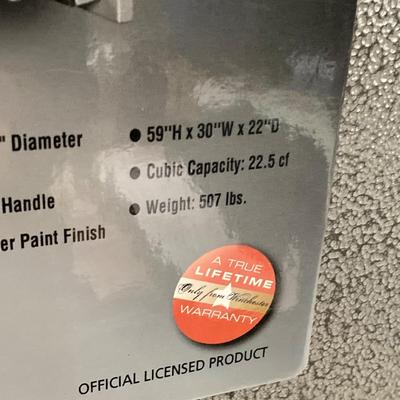 " Diameter
● 59"H x 30"W x 22"D
● Cubic Capacity: 22.5 cf
Handle
● Weight: 507 lbs.
er Paint Finish
A TRUE
LIFETIME
Only from Winchester
WARRANTY
OFFICIAL LICENSED PRODUCT